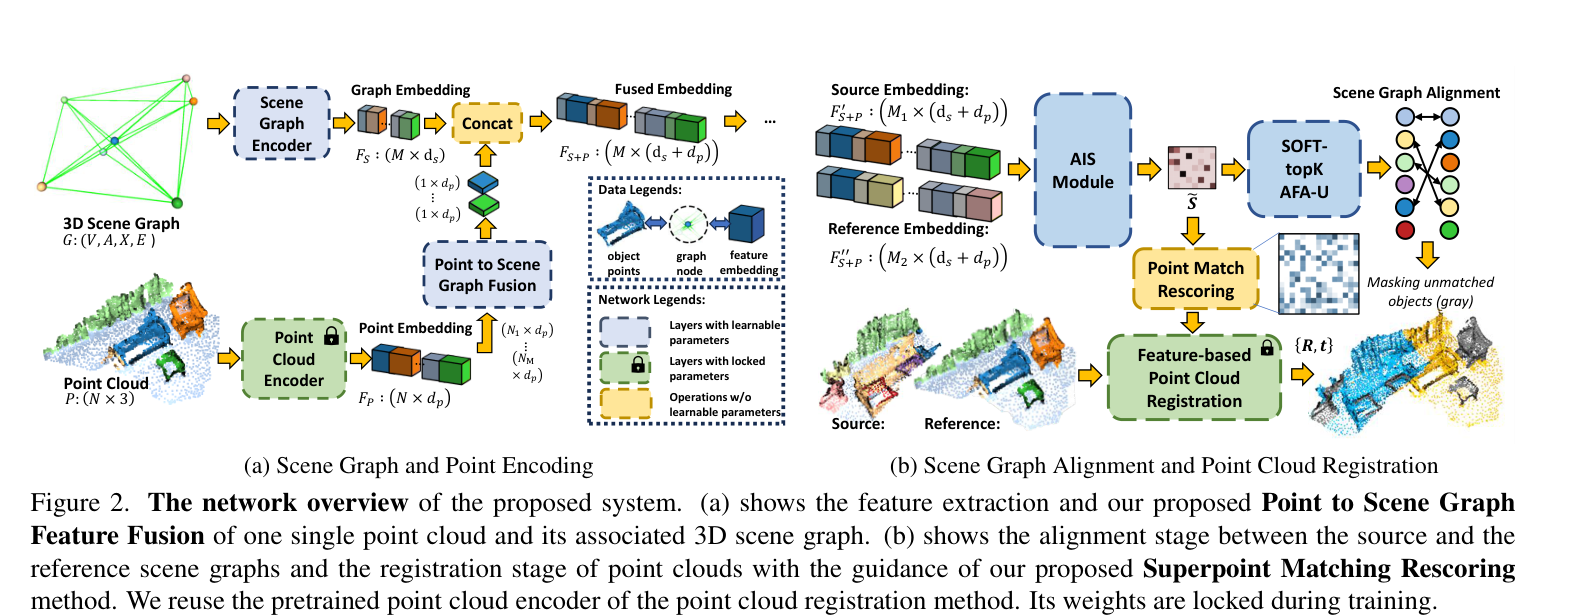 Scene
Graph
Encoder
Graph Embedding
F_S : (M × d_s)
Concat
Fused Embedding
F_{S+P} : (M × (d_s + d_p))
...
3D Scene Graph
G: (V, A, X, E )
(1 × d_p)
⋮
(1 × d_p)
Point to Scene
Graph Fusion
Point Cloud
P: (N × 3)
Point
Cloud
Encoder
Point Embedding
F_P : (N × d_p)
(N_1 × d_p)
⋮
(N_M
× d_p)
Data Legends:
object
points
graph
node
feature
embedding
Network Legends:
Layers with learnable
parameters
Layers with locked
parameters
Operations w/o
learnable parameters
(a) Scene Graph and Point Encoding
Source Embedding:
F'_{S+P} : (M_1 × (d_s + d_p))
Reference Embedding:
F''_{S+P} : (M_2 × (d_s + d_p))
AIS
Module
S̃
SOFT-
topK
AFA-U
Scene Graph Alignment
Masking unmatched
objects (gray)
Point Match
Rescoring
Source:
Reference:
Feature-based
Point Cloud
Registration
{R, t}
(b) Scene Graph Alignment and Point Cloud Registration
Figure 2. The network overview of the proposed system. (a) shows the feature extraction and our proposed Point to Scene Graph
Feature Fusion of one single point cloud and its associated 3D scene graph. (b) shows the alignment stage between the source and the
reference scene graphs and the registration stage of point clouds with the guidance of our proposed Superpoint Matching Rescoring
method. We reuse the pretrained point cloud encoder of the point cloud registration method. Its weights are locked during training.